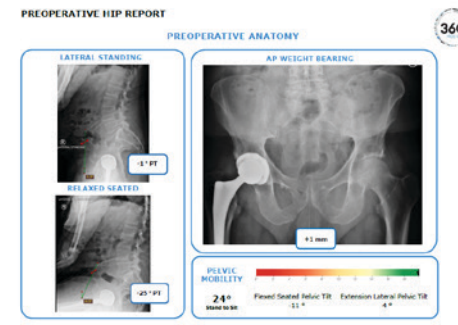 PREOPERATIVE HIP REPORT
360
PREOPERATIVE ANATOMY
LATERAL STANDING
-1° PT
RELAXED SEATED
-25° PT
AP WEIGHT BEARING
+1 mm
PELVIC
MOBILITY
24°
Stand to Sit
Flexed Seated Pelvic Tilt
-11 °
Extension Lateral Pelvic Tilt
4 °